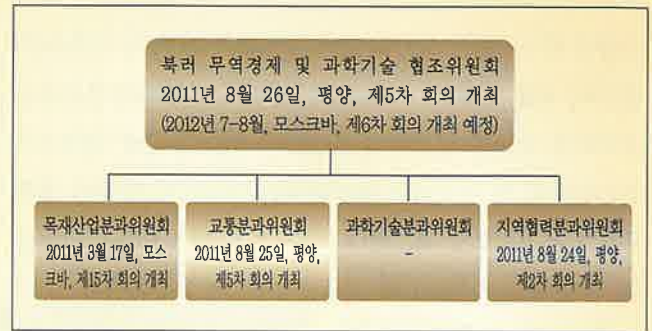 북러 무역경제 및 과학기술 협조위원회
2011년 8월 26일, 평양, 제5차 회의 개최
(2012년 7-8월, 모스크바, 제6차 회의 개최 예정)
목재산업분과위원회
2011년 3월 17일, 모스
크바, 제15차 회의 개최
교통분과위원회
2011년 8월 25일, 평양,
제5차 회의 개최
과학기술분과위원회
-
지역협력분과위원회
2011년 8월 24일, 평양,
제2차 회의 개최